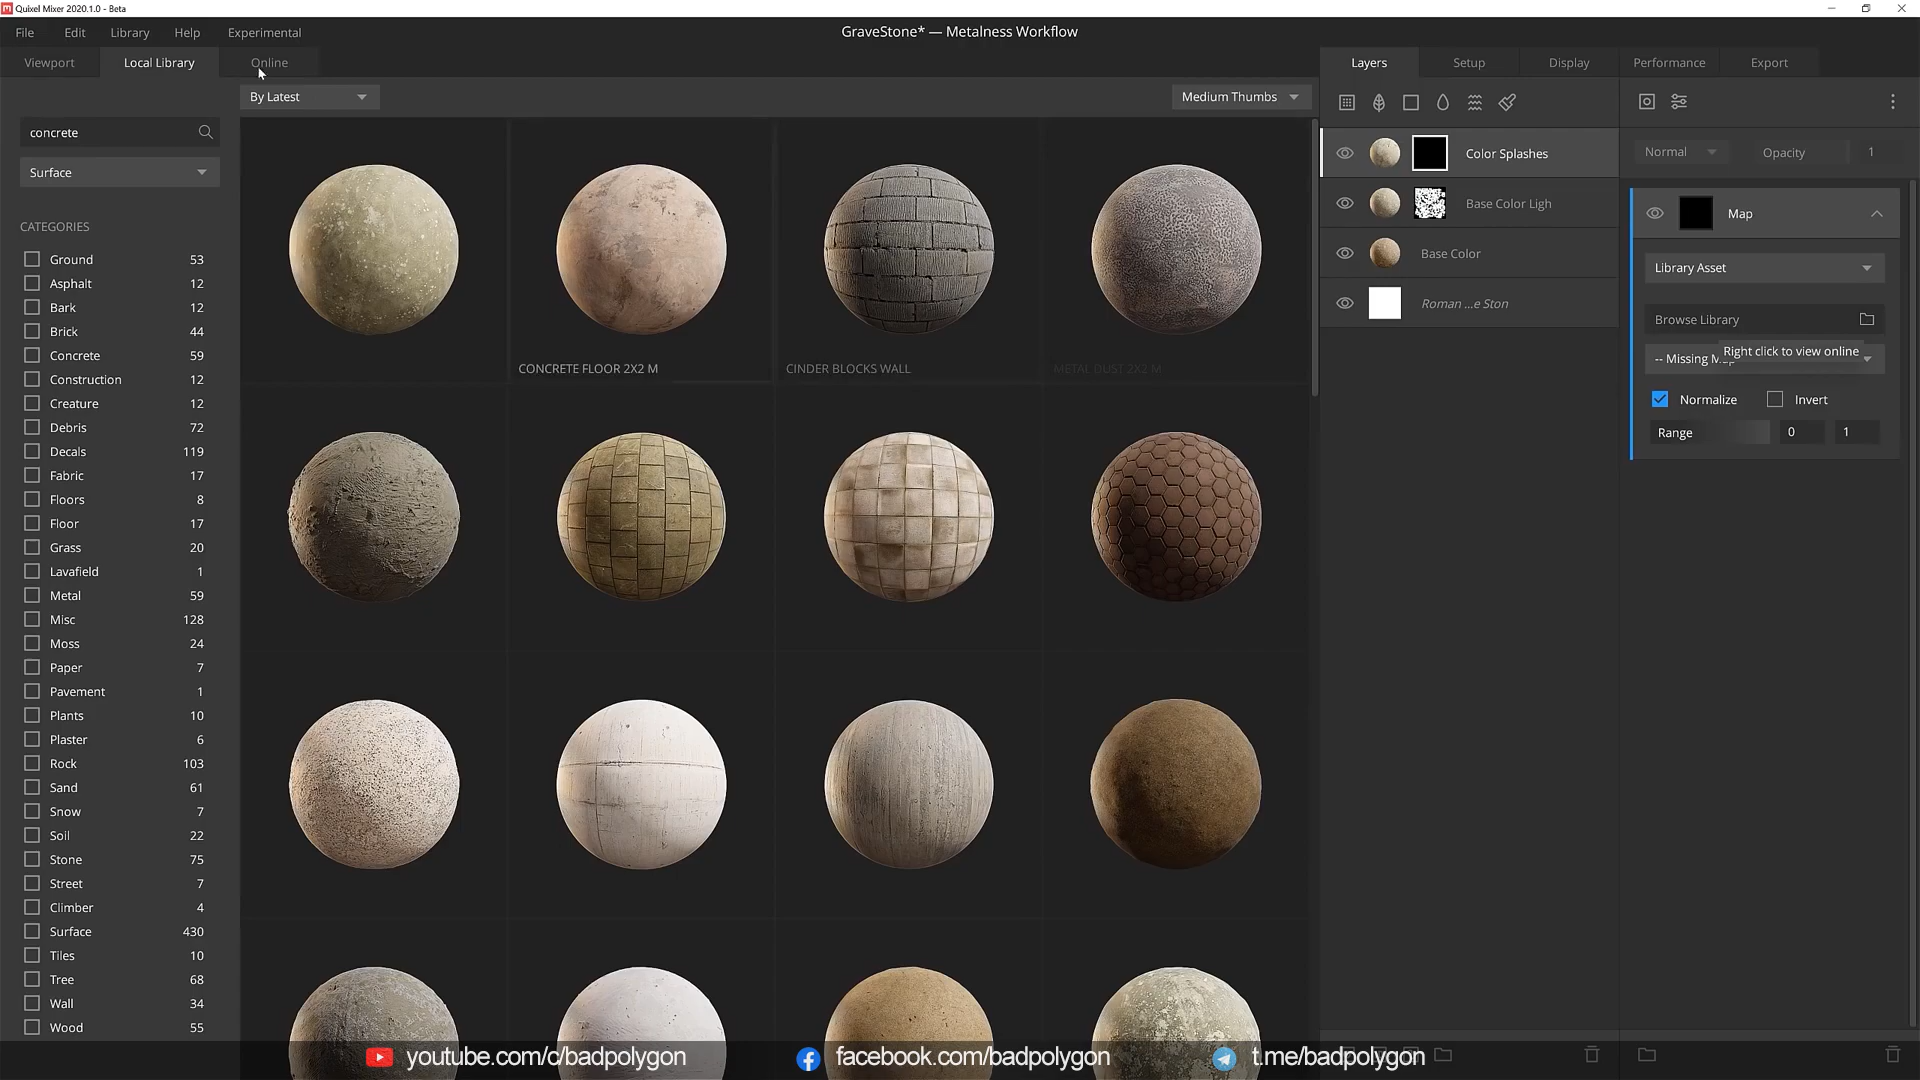 Quixel Mixer 2020.1.0 - Beta
File Edit Library Help Experimental
GraveStone* — Metalness Workflow
Viewport Local Library Online
Layers Setup Display Performance Export
By Latest
Medium Thumbs
concrete
Surface
CATEGORIES
Ground 53
Asphalt 12
Bark 12
Brick 44
Concrete 59
Construction 12
Creature 12
Debris 72
Decals 119
Fabric 17
Floors 8
Floor 17
Grass 20
Lavafield 1
Metal 59
Misc 128
Moss 24
Paper 7
Pavement 1
Plants 10
Plaster 6
Rock 103
Sand 61
Snow 7
Soil 22
Stone 75
Street 7
Climber 4
Surface 430
Tiles 10
Tree 68
Wall 34
Wood 55
CONCRETE FLOOR 2X2 M
CINDER BLOCKS WALL
METAL DUST 2X2 M
Color Splashes
Base Color Ligh
Base Color
Roman ...e Ston
Normal
Opacity 1
Map
Library Asset
Browse Library
-- Missing
Right click to view online
Normalize
Invert
Range 0 1
youtube.com/c/badpolygon
facebook.com/badpolygon
t.me/badpolygon